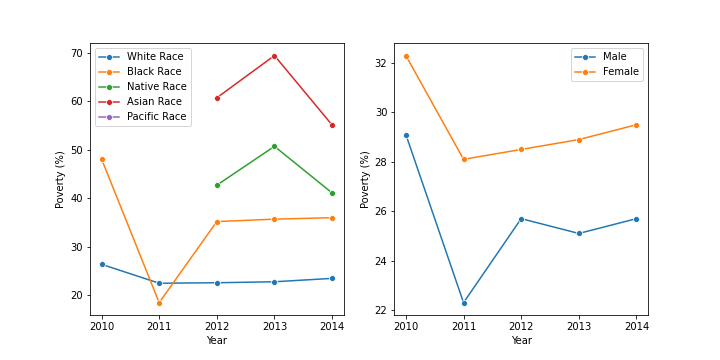 White Race
Black Race
Native Race
Asian Race
Pacific Race
Poverty (%)
70
60
50
40
30
20
2010 2011 2012 2013 2014
Year
Male
Female
Poverty (%)
32
30
28
26
24
22
2010 2011 2012 2013 2014
Year